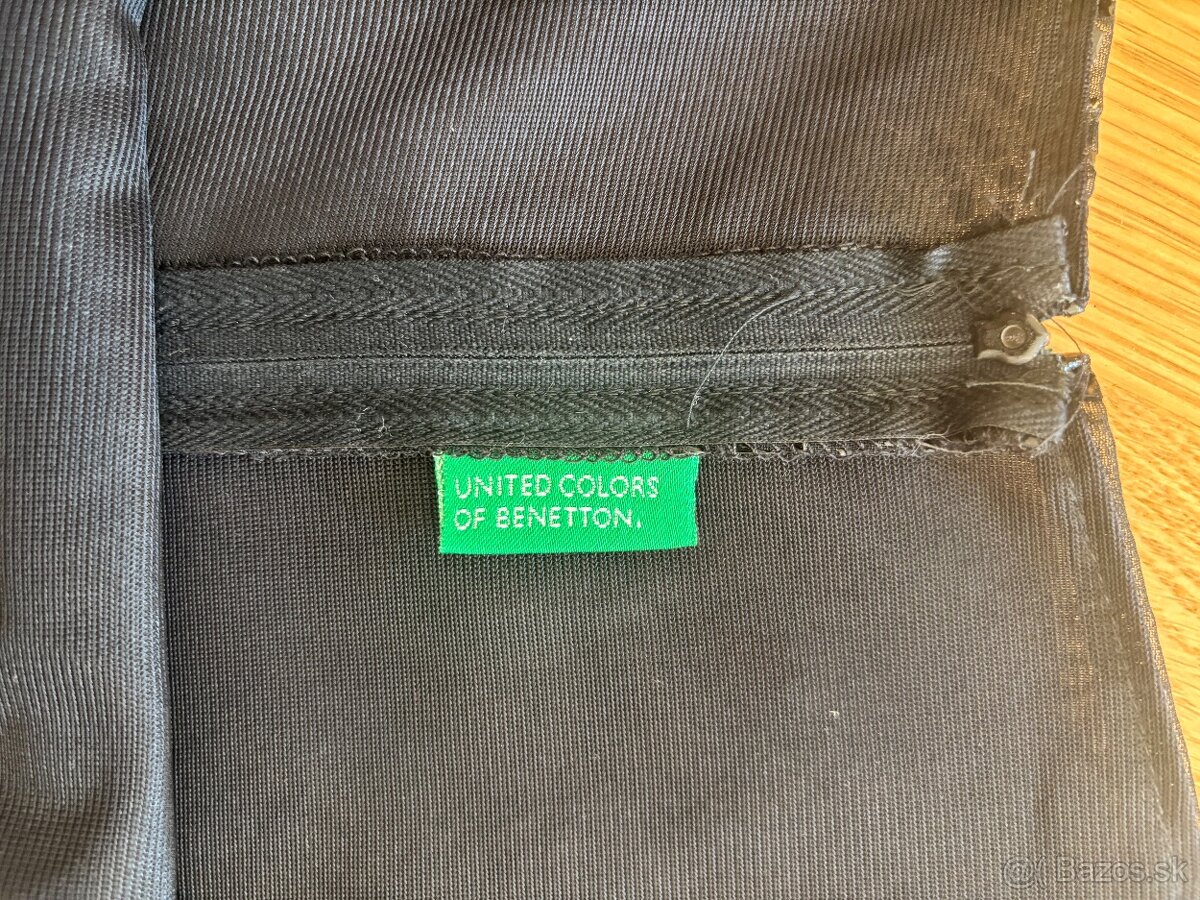 UNITED COLORS
OF BENETTON.
@( Bazos.sk